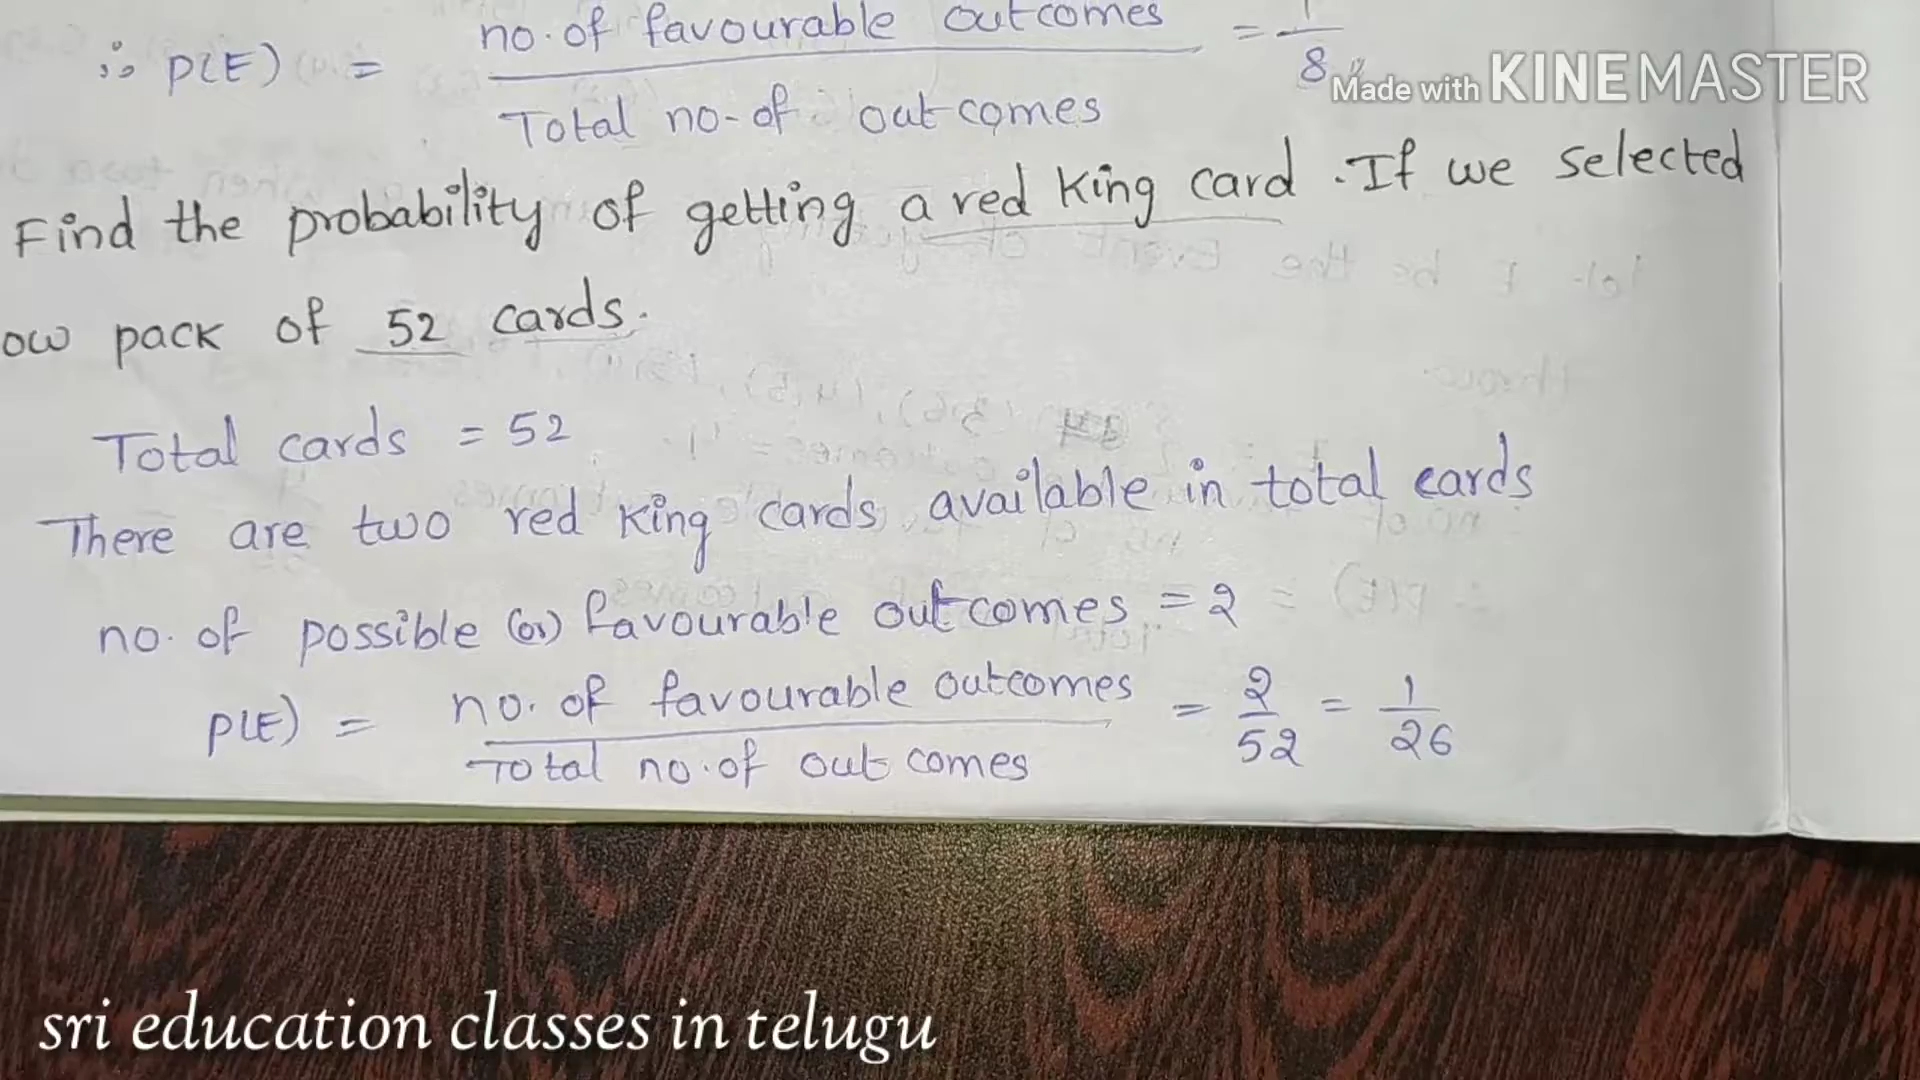 ∴ P(E) = no. of favourable outcomes / Total no. of outcomes = 1/8
Made with KINEMASTER
Find the probability of getting a red King card. If we selected
ow pack of 52 cards.
Total cards = 52
There are two red King cards available in total cards
no. of possible (or) favourable outcomes = 2
P(E) = no. of favourable outcomes / Total no. of out comes = 2/52 = 1/26
sri education classes in telugu